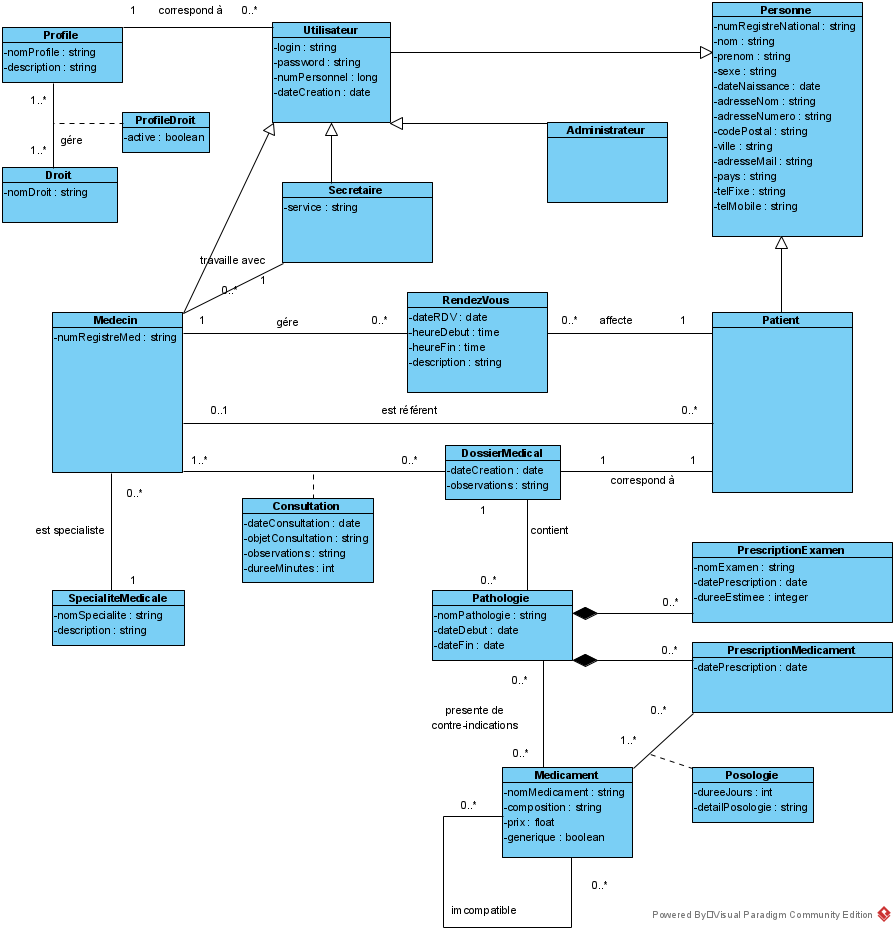 1 correspond à 0..*
Profile
-nomProfile : string
-description : string
Utilisateur
-login : string
-password : string
-numPersonnel : long
-dateCreation : date
Personne
-numRegistreNational : string
-nom : string
-prenom : string
-sexe : string
-dateNaissance : date
-adresseNom : string
-adresseNumero : string
-codePostal : string
-ville : string
-adresseMail : string
-pays : string
-telFixe : string
-telMobile : string
1..*
gére
1..*
ProfileDroit
-active : boolean
Droit
-nomDroit : string
Administrateur
Secretaire
-service : string
travaille avec
0..*
1
Medecin
-numRegistreMed : string
1 gére 0..*
RendezVous
-dateRDV : date
-heureDebut : time
-heureFin : time
-description : string
0..* affecte 1
Patient
0..1 est référent 0..*
1..* 0..*
DossierMedical
-dateCreation : date
-observations : string
1 1
correspond à
Consultation
-dateConsultation : date
-objetConsultation : string
-observations : string
-dureeMinutes : int
0..*
est specialiste
1
SpecialiteMedicale
-nomSpecialite : string
-description : string
1
contient
0..*
Pathologie
-nomPathologie : string
-dateDebut : date
-dateFin : date
0..*
PrescriptionExamen
-nomExamen : string
-datePrescription : date
-dureeEstimee : integer
0..*
PrescriptionMedicament
-datePrescription : date
0..*
presente de
contre-indications
0..*
0..*
1..*
Medicament
-nomMedicament : string
-composition : string
-prix : float
-generique : boolean
Posologie
-dureeJours : int
-detailPosologie : string
0..*
0..*
imcompatible
Powered By Visual Paradigm Community Edition